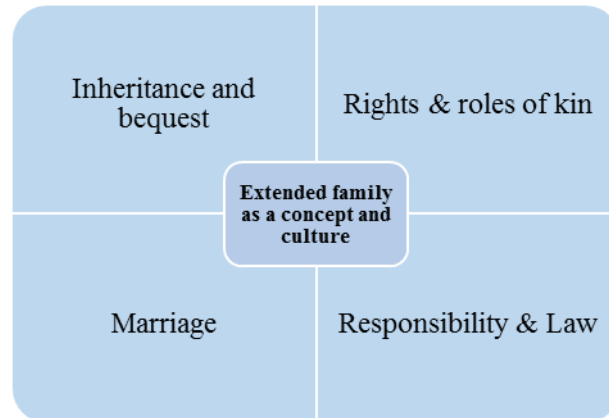 Inheritance and
bequest
Rights & roles of kin
Extended family
as a concept and
culture
Marriage
Responsibility & Law